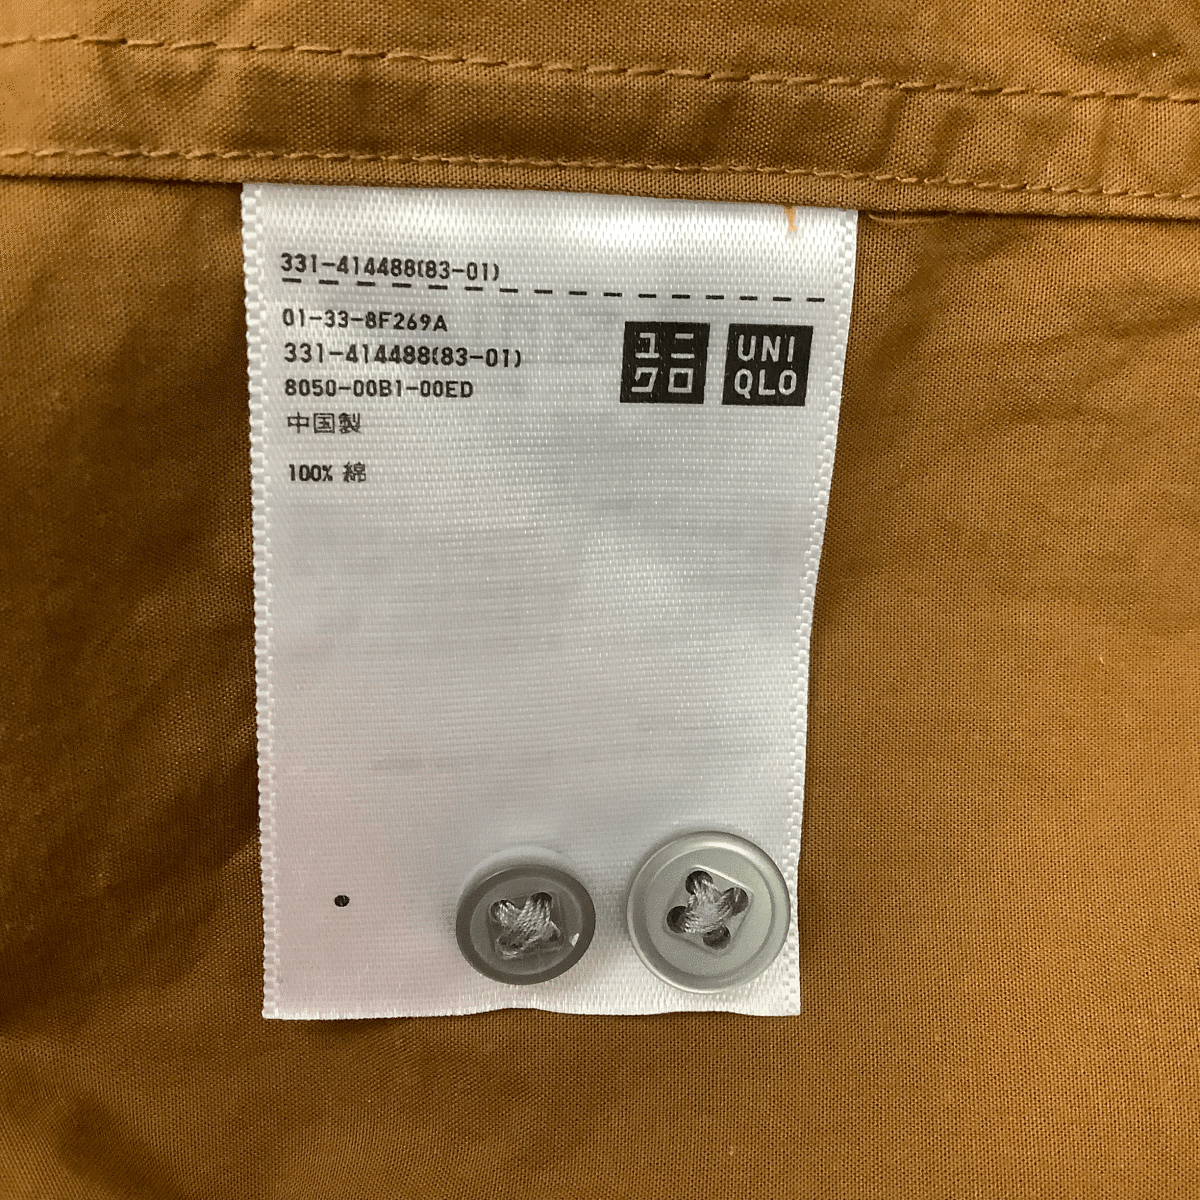 331-414488(83-01)
01-33-8F269A
331-414488(83-01)
8050-00B1-00ED
中国製
100% 綿
ユニ
クロ
UNI
QLO